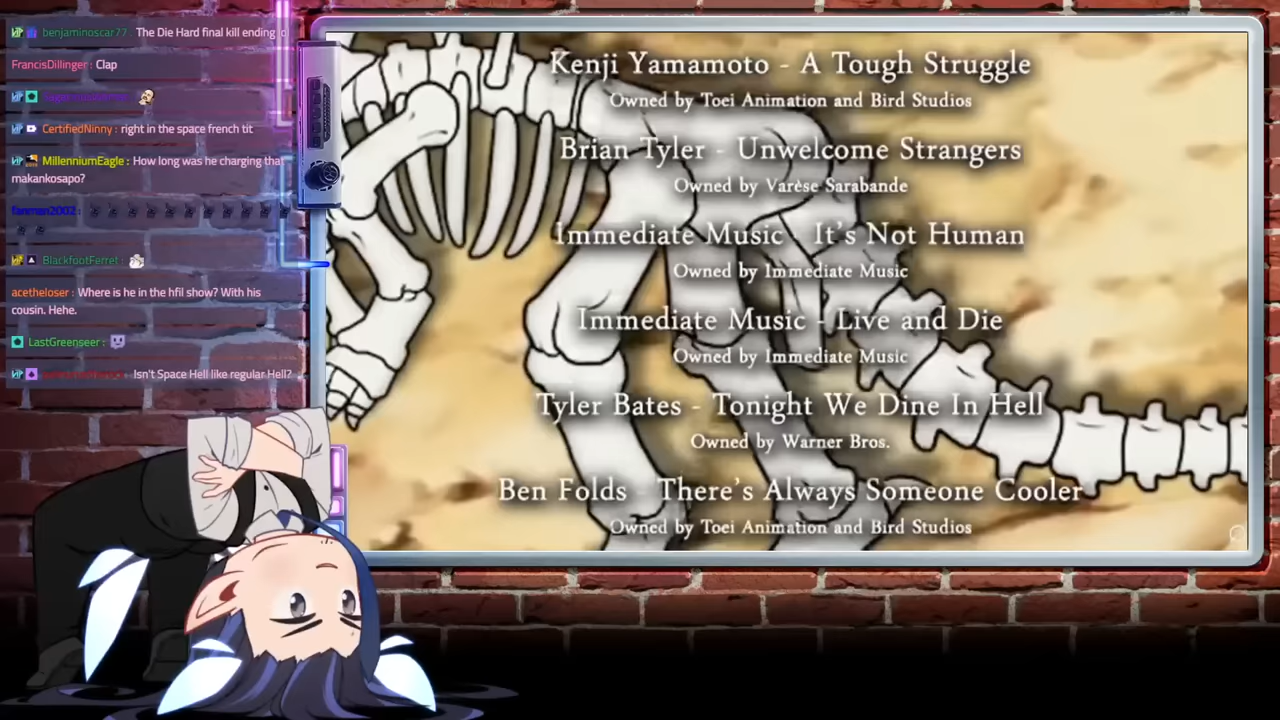 benjaminoscar77 The Die Hard final kill ending
FrancisDillinger : Clap
CertifiedNinny : right in the space french tit
MillenniumEagle : How long was he charging that
makankosapo?
fanman2002 :
BlackfootFerret :
acetheloser : Where is he in the hfil show? With his
cousin. Hehe.
LastGreenseer :
Isn't Space Hell like regular Hell?
Kenji Yamamoto - A Tough Struggle
Owned by Toei Animation and Bird Studios
Brian Tyler - Unwelcome Strangers
Owned by Varèse Sarabande
Immediate Music - It's Not Human
Owned by Immediate Music
Immediate Music - Live and Die
Owned by Immediate Music
Tyler Bates - Tonight We Dine In Hell
Owned by Warner Bros.
Ben Folds - There's Always Someone Cooler
Owned by Toei Animation and Bird Studios